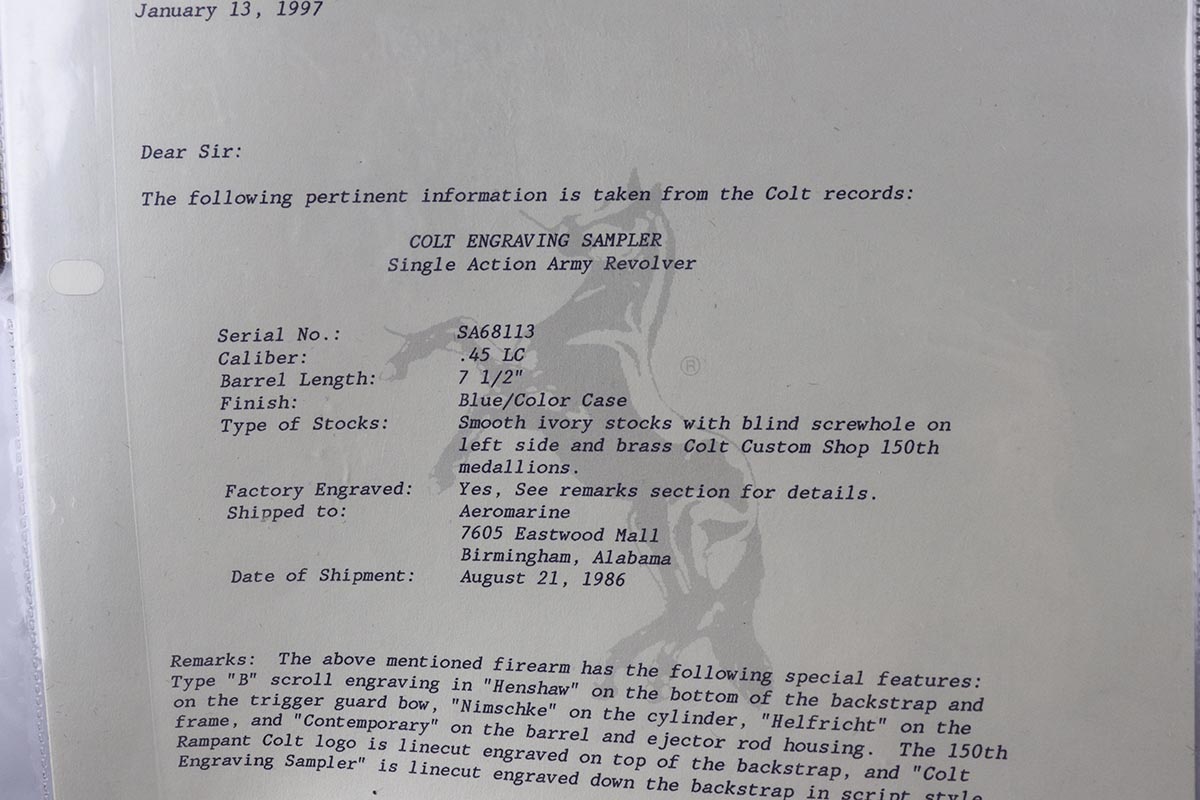 January 13, 1997
Dear Sir:
The following pertinent information is taken from the Colt records:
COLT ENGRAVING SAMPLER
Single Action Army Revolver
®
Serial No.: SA68113
Caliber: .45 LC
Barrel Length: 7 1/2"
Finish: Blue/Color Case
Type of Stocks: Smooth ivory stocks with blind screwhole on
left side and brass Colt Custom Shop 150th
medallions.
Factory Engraved: Yes, See remarks section for details.
Shipped to: Aeromarine
7605 Eastwood Mall
Birmingham, Alabama
Date of Shipment: August 21, 1986
Remarks: The above mentioned firearm has the following special features:
Type "B" scroll engraving in "Henshaw" on the bottom of the backstrap and
on the trigger guard bow, "Nimschke" on the cylinder, "Helfricht" on the
frame, and "Contemporary" on the barrel and ejector rod housing. The 150th
Rampant Colt logo is linecut engraved on top of the backstrap, and "Colt
Engraving Sampler" is linecut engraved down the backstrap in script style